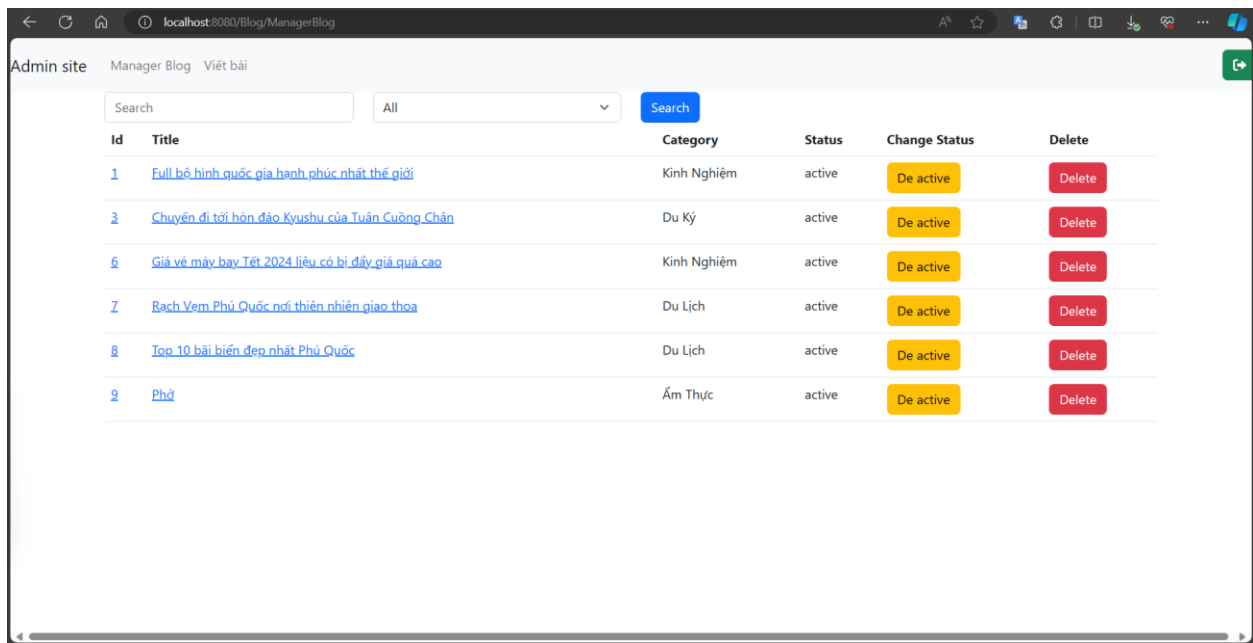 localhost:8080/Blog/ManagerBlog
Admin site Manager Blog Viết bài
Search All Search
Id Title Category Status Change Status Delete
1 Full bộ hình quốc gia hạnh phúc nhất thế giới Kinh Nghiệm active De active Delete
3 Chuyến đi tới hòn đảo Kyushu của Tuân Cuồng Chân Du Ký active De active Delete
6 Giá vé máy bay Tết 2024 liệu có bị đẩy giá quá cao Kinh Nghiệm active De active Delete
7 Rạch Vẹm Phú Quốc nơi thiên nhiên giao thoa Du Lịch active De active Delete
8 Top 10 bãi biển đẹp nhất Phú Quốc Du Lịch active De active Delete
9 Phở Ẩm Thực active De active Delete